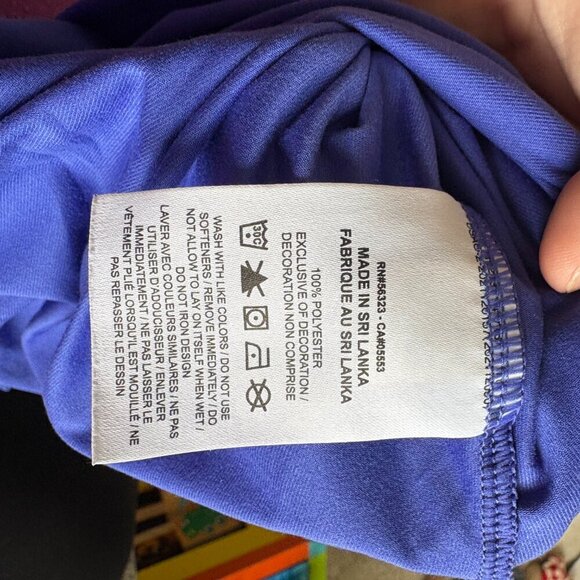 RN#56323 - CA#05553
MADE IN SRI LANKA
FABRIQUE AU SRI LANKA
100% POLYESTER
EXCLUSIVE OF DECORATION/
DECORATION NON COMPRISE
30C
WASH WITH LIKE COLORS / DO NOT USE
SOFTENERS / REMOVE IMMEDIATELY / DO
NOT ALLOW TO LAY ON ITSELF WHEN WET /
DO NOT IRON DESIGN
LAVER AVEC COULEURS SIMILAIRES / NE PAS
UTILISER D'ADOUCISSEUR / ENLEVER
IMMÉDIATEMENT / NE PAS LAISSER LE
VÊTEMENT PLIÉ LORSQU'IL EST MOUILLÉ / NE
PAS REPASSER LE DESSIN